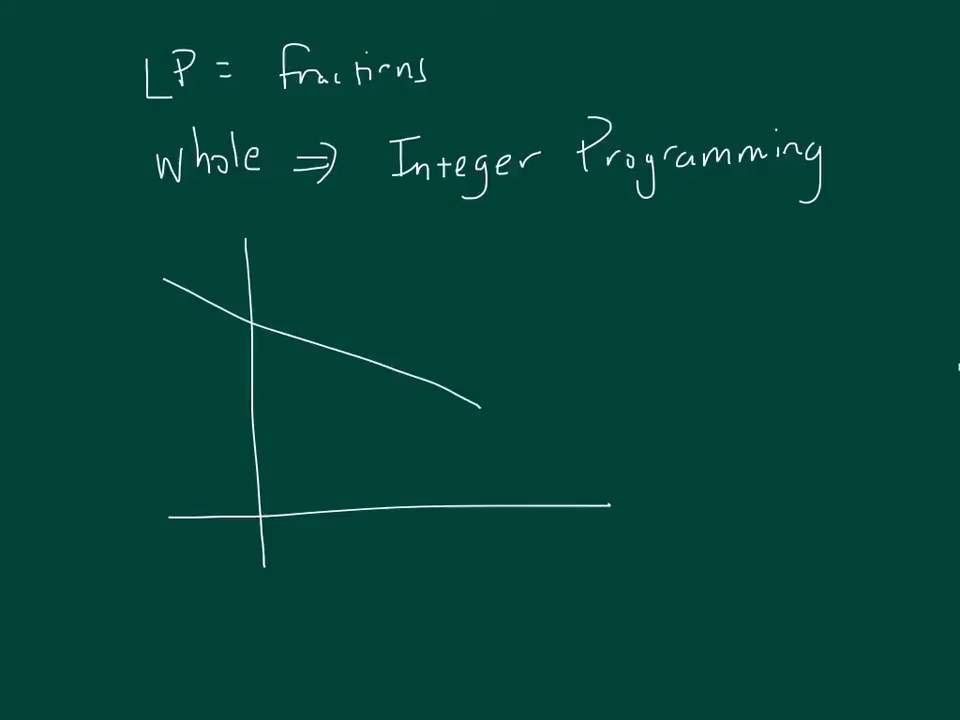 LP = fractions
whole ⇒ Integer Programming